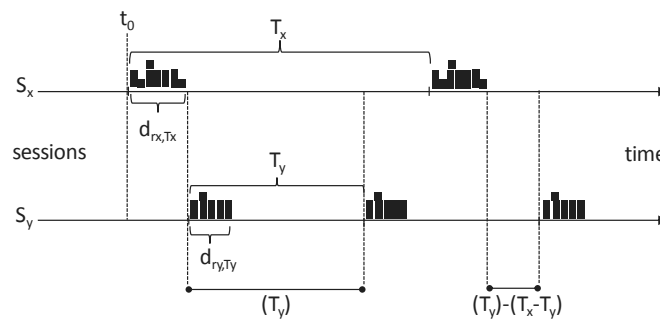 t0
Tx
Sx
drx,Tx
sessions
time
Ty
Sy
dry,Ty
(Ty)
(Ty)-(Tx-Ty)